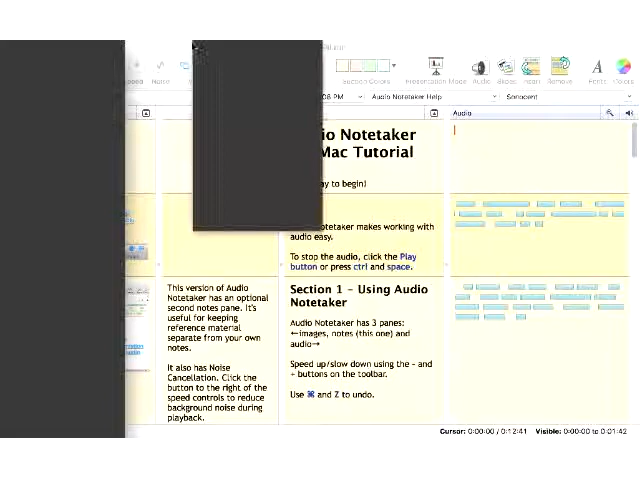 Section Colors
Presentation Mode
Audio
Slides
Insert
Remove
Fonts
Colors
PM
Audio Notetaker Help
Sonocent
Audio
Notetaker
Mac Tutorial
to begin!
makes working with
audio easy.
To stop the audio, click the Play
button or press ctrl and space.
Section 1 - Using Audio
Notetaker
Audio Notetaker has 3 panes:
←images, notes (this one) and
audio→
Speed up/slow down using the - and
+ buttons on the toolbar.
Use ⌘ and Z to undo.
This version of Audio
Notetaker has an optional
second notes pane. It's
useful for keeping
reference material
separate from your own
notes.
It also has Noise
Cancellation. Click the
button to the right of the
speed controls to reduce
background noise during
playback.
Cursor: 0:00:00 / 0:12:41 Visible: 0:00:00 to 0:01:42